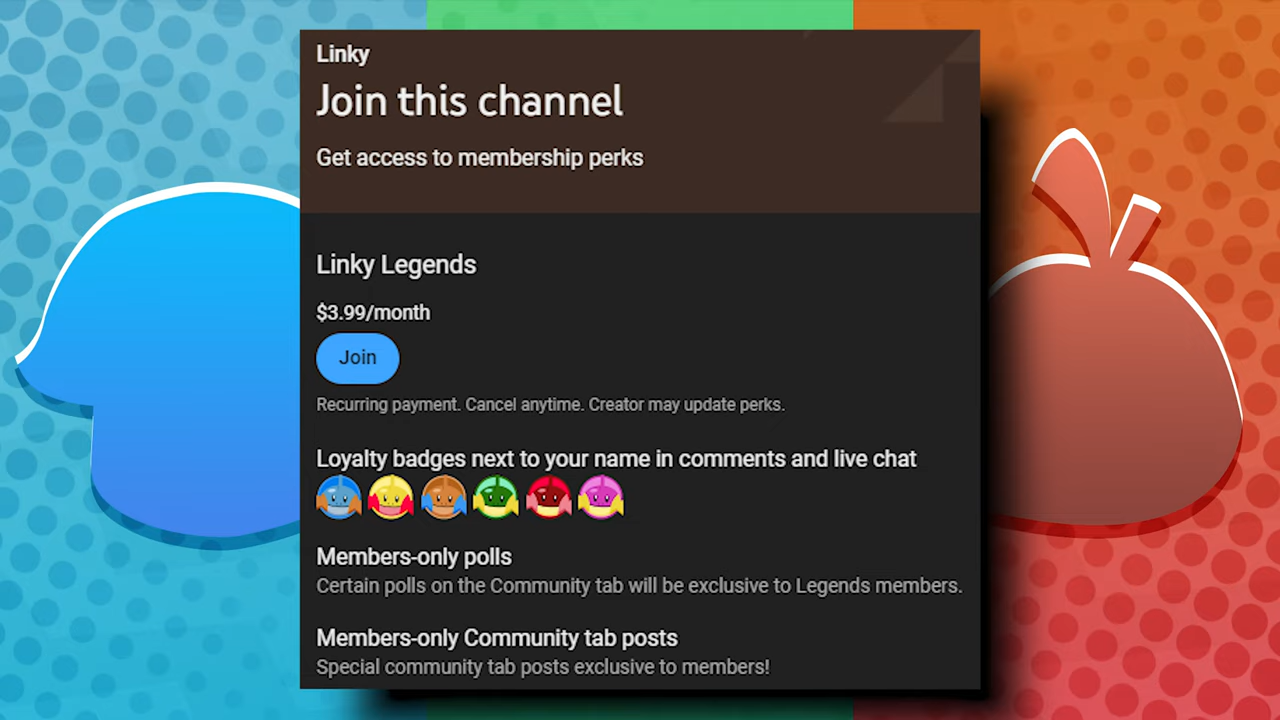 Linky
Join this channel
Get access to membership perks
Linky Legends
$3.99/month
Join
Recurring payment. Cancel anytime. Creator may update perks.
Loyalty badges next to your name in comments and live chat
Members-only polls
Certain polls on the Community tab will be exclusive to Legends members.
Members-only Community tab posts
Special community tab posts exclusive to members!